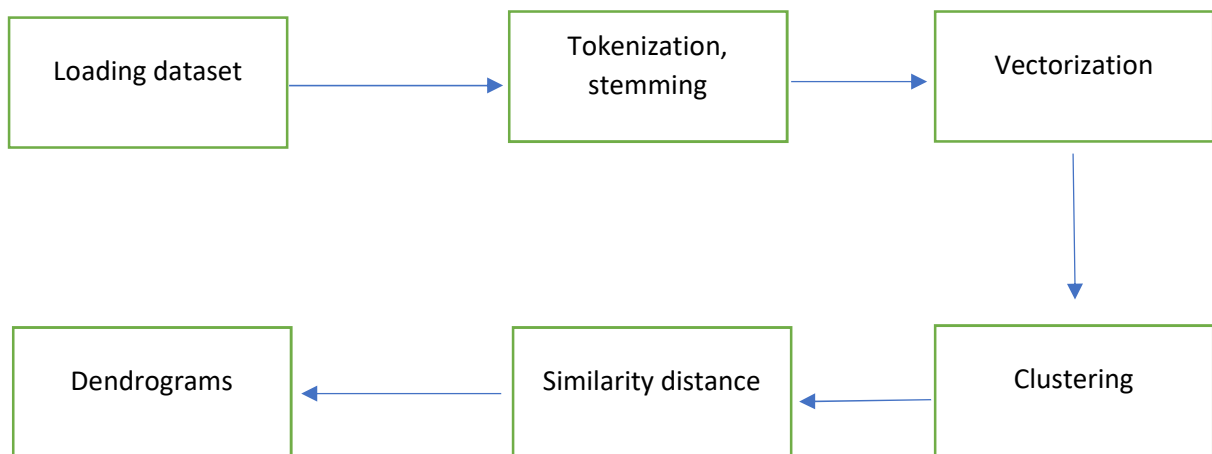 Loading dataset
Tokenization,
stemming
Vectorization
Dendrograms
Similarity distance
Clustering